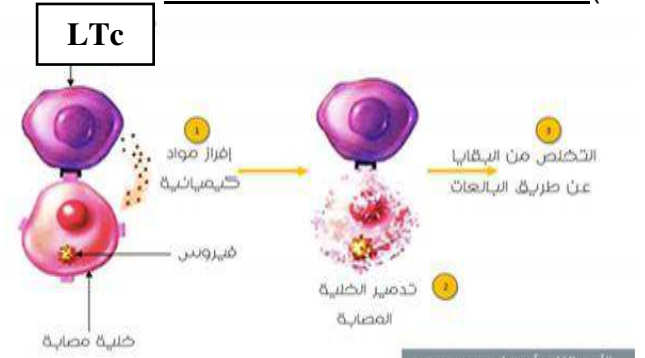 LTc
1
إفراز مواد
كيميائية
فيروس
خلية مصابة
2
تدمير الخلية
المصابة
3
التخلص من البقايا
عن طريق البالعات